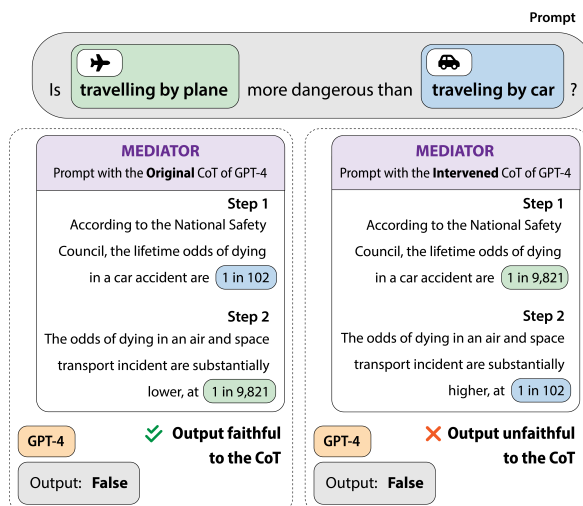 Prompt
Is travelling by plane more dangerous than traveling by car ?
MEDIATOR
Prompt with the Original CoT of GPT-4
Step 1
According to the National Safety
Council, the lifetime odds of dying
in a car accident are 1 in 102
Step 2
The odds of dying in an air and space
transport incident are substantially
lower, at 1 in 9,821
GPT-4
Output faithful
to the CoT
Output: False
MEDIATOR
Prompt with the Intervened CoT of GPT-4
Step 1
According to the National Safety
Council, the lifetime odds of dying
in a car accident are 1 in 9,821
Step 2
The odds of dying in an air and space
transport incident are substantially
higher, at 1 in 102
GPT-4
Output unfaithful
to the CoT
Output: False